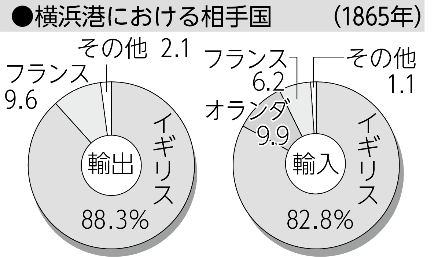 ●横浜港における相手国 (1865年)
その他 2.1
フランス
9.6
イギリス
88.3%
輸出
フランス
6.2
その他
1.1
オランダ
9.9
イギリス
82.8%
輸入